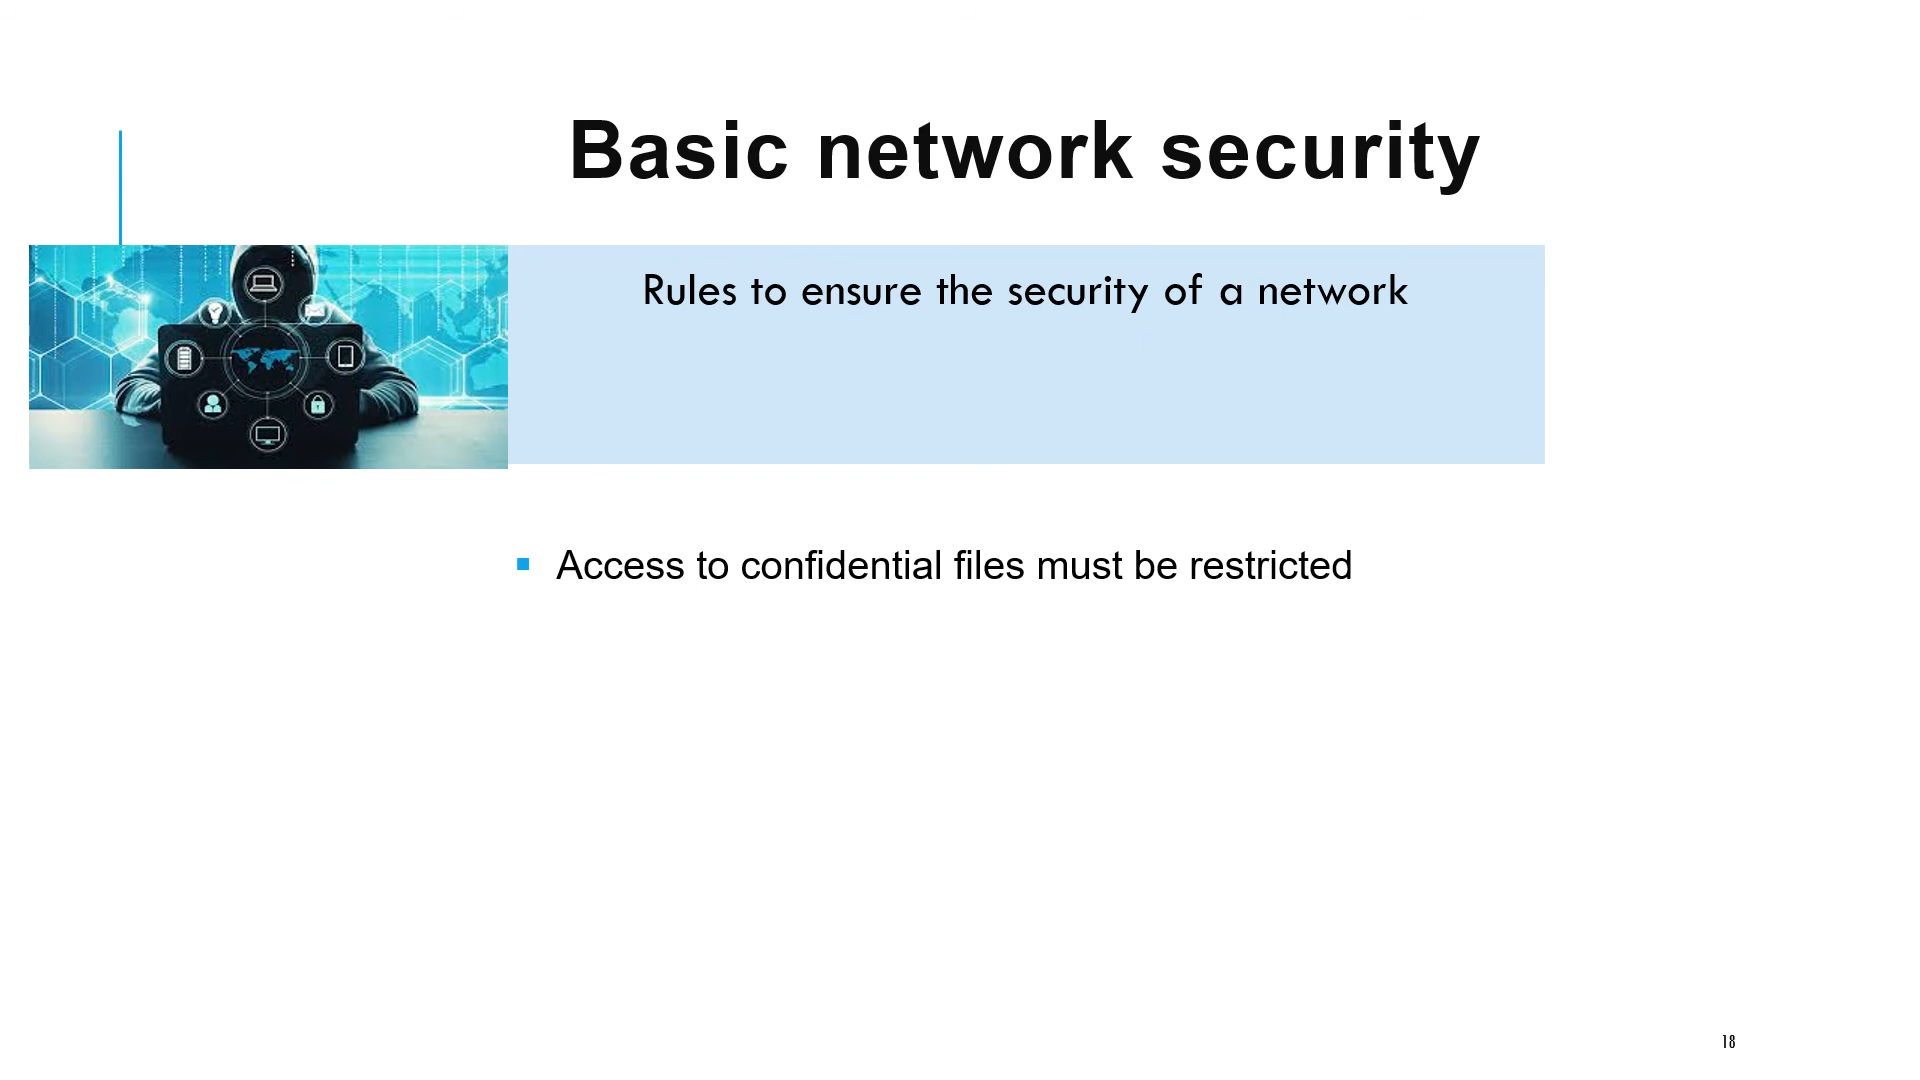 Basic network security
Rules to ensure the security of a network
▪ Access to confidential files must be restricted
18